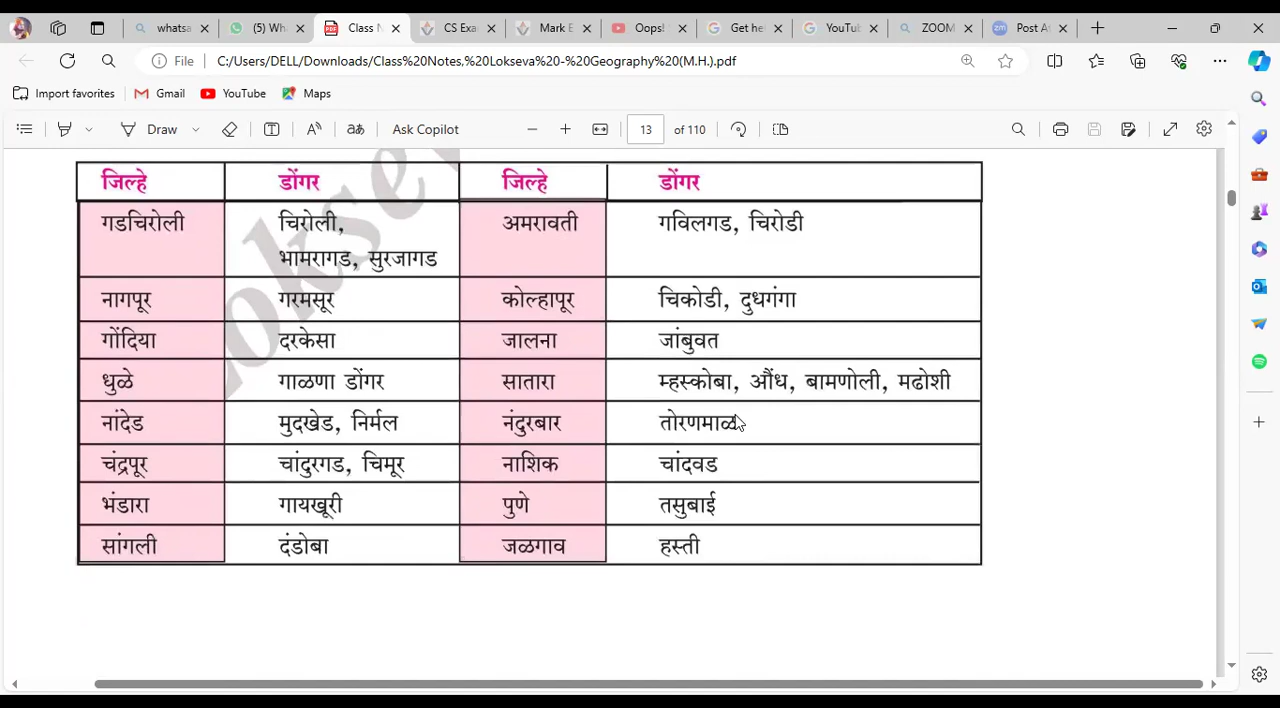 whatsa
(5) Wh
Class N
CS Exa
Mark E
Oops!
Get he
YouTu
ZOOM
Post A
File C:/Users/DELL/Downloads/Class%20Notes,%20Lokseva%20-%20Geography%20(M.H.).pdf
Import favorites Gmail YouTube Maps
Draw Ask Copilot 13 of 110
जिल्हे डोंगर जिल्हे डोंगर
गडचिरोली चिरोली, अमरावती गविलगड, चिरोडी
भामरागड, सुरजागड
नागपूर गरमसूर कोल्हापूर चिकोडी, दुधगंगा
गोंदिया दरकेसा जालना जांबुवत
धुळे गाळणा डोंगर सातारा म्हस्कोबा, औंध, बामणोली, मढोशी
नांदेड मुदखेड, निर्मल नंदुरबार तोरणमाळ
चंद्रपूर चांदुरगड, चिमूर नाशिक चांदवड
भंडारा गायखूरी पुणे तसुबाई
सांगली दंडोबा जळगाव हस्ती
Loksev